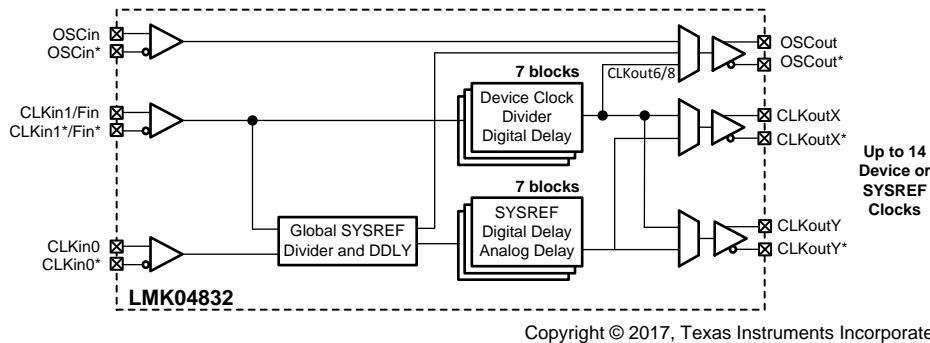 OSCin
OSCin*
OSCout
OSCout*
7 blocks
CLKout6/8
CLKin1/Fin
CLKin1*/Fin*
Device Clock
Divider
Digital Delay
CLKoutX
CLKoutX*
Up to 14
Device or
SYSREF
Clocks
7 blocks
SYSREF
Digital Delay
Analog Delay
Global SYSREF
Divider and DDLY
CLKin0
CLKin0*
CLKoutY
CLKoutY*
LMK04832
Copyright © 2017, Texas Instruments Incorporate